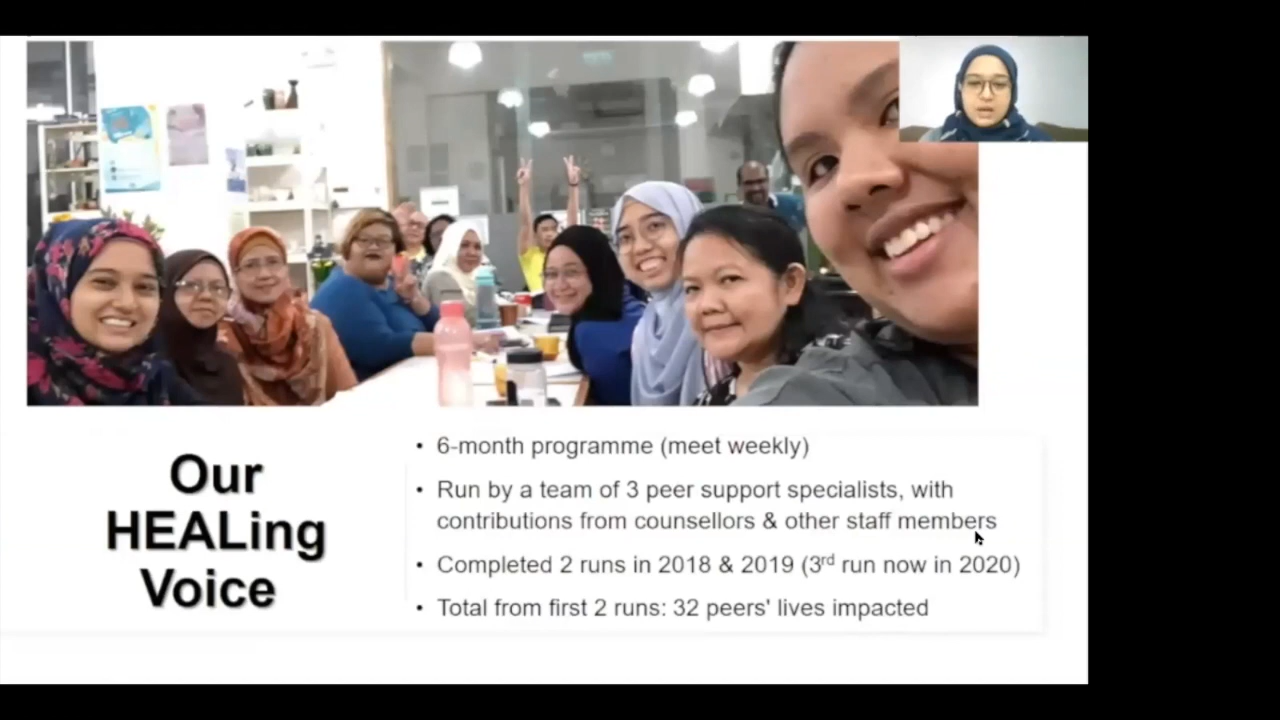 Our
HEALing
Voice
• 6-month programme (meet weekly)
• Run by a team of 3 peer support specialists, with
contributions from counsellors & other staff members
• Completed 2 runs in 2018 & 2019 (3rd run now in 2020)
• Total from first 2 runs: 32 peers' lives impacted